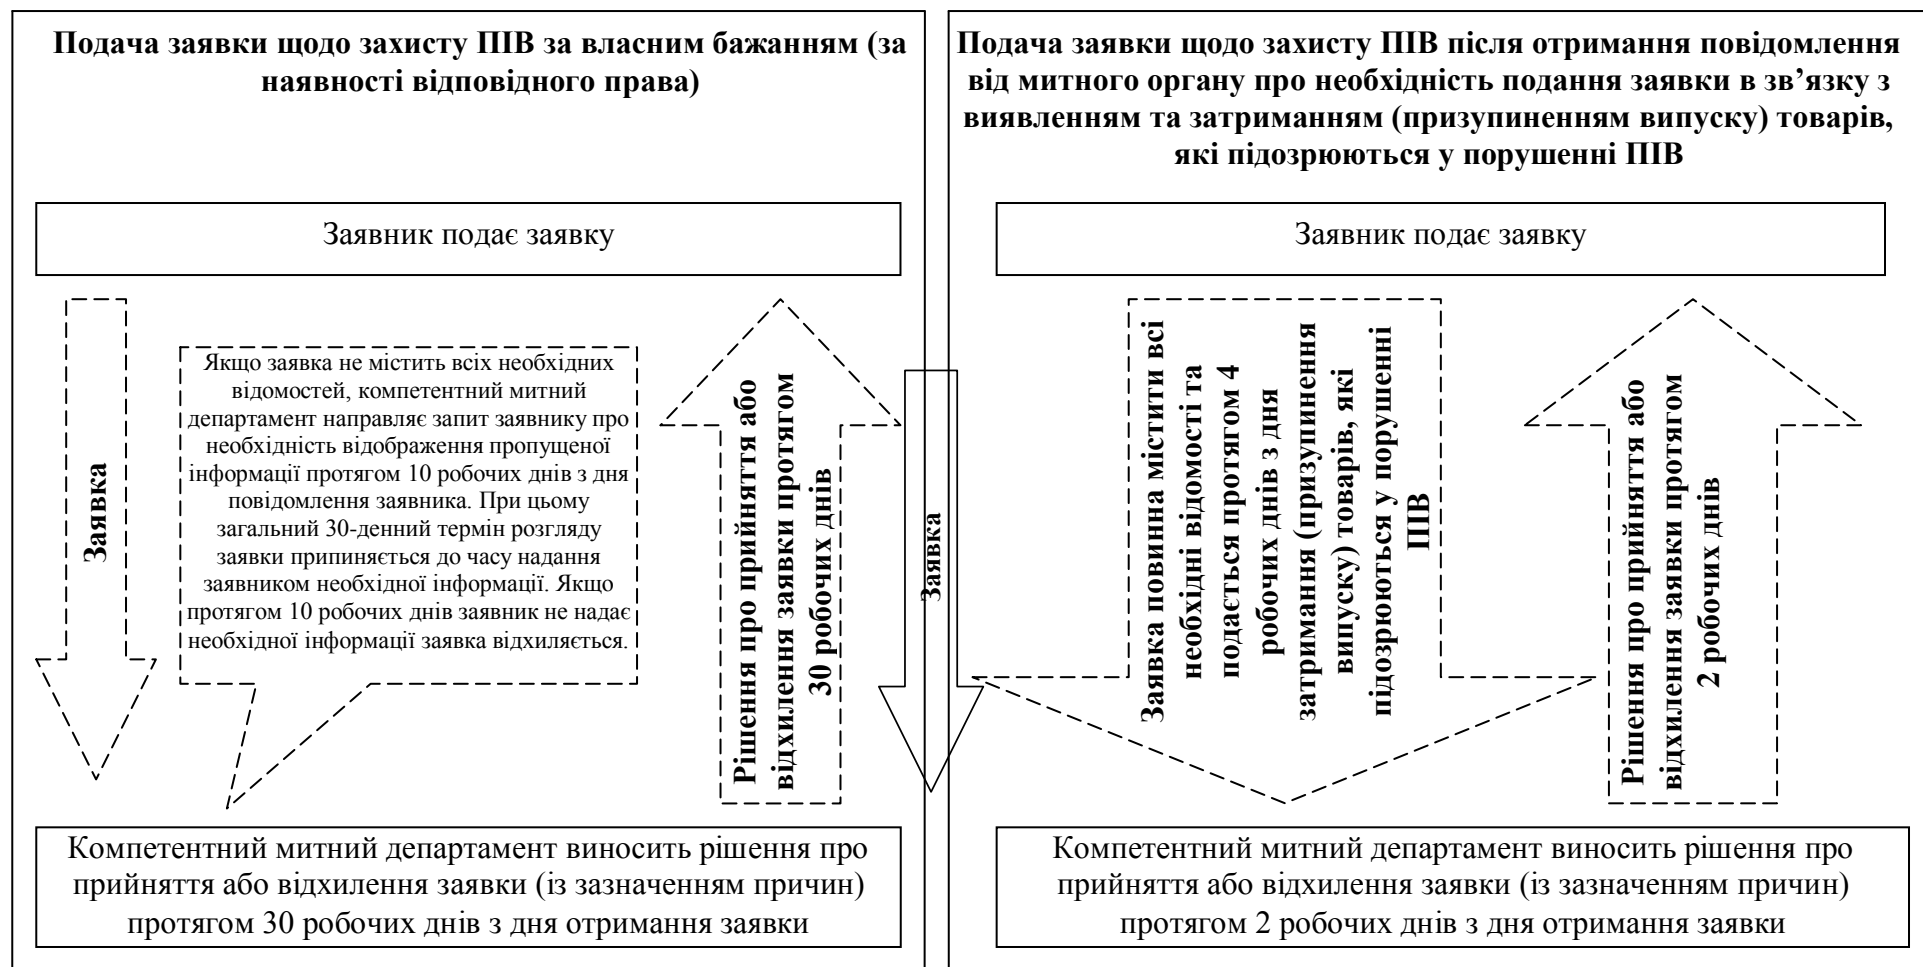 Подача заявки щодо захисту ПІВ за власним бажанням (за
наявності відповідного права)
Заявник подає заявку
Заявка
Якщо заявка не містить всіх необхідних
відомостей, компетентний митний
департамент направляє запит заявнику про
необхідність відображення пропущеної
інформації протягом 10 робочих днів з дня
повідомлення заявника. При цьому
загальний 30-денний термін розгляду
заявки припиняється до часу надання
заявником необхідної інформації. Якщо
протягом 10 робочих днів заявник не надає
необхідної інформації заявка відхиляється.
Рішення про прийняття або
відхилення заявки протягом
30 робочих днів
Компетентний митний департамент виносить рішення про
прийняття або відхилення заявки (із зазначенням причин)
протягом 30 робочих днів з дня отримання заявки
Заявка
Подача заявки щодо захисту ПІВ після отримання повідомлення
від митного органу про необхідність подання заявки в зв’язку з
виявленням та затриманням (призупиненням випуску) товарів,
які підозрюються у порушенні ПІВ
Заявник подає заявку
Заявка повинна містити всі
необхідні відомості та
подається протягом 4
робочих днів з дня
затримання (призупинення
випуску) товарів, які
підозрюються у порушенні
ПІВ
Рішення про прийняття або
відхилення заявки протягом
2 робочих днів
Компетентний митний департамент виносить рішення про
прийняття або відхилення заявки (із зазначенням причин)
протягом 2 робочих днів з дня отримання заявки